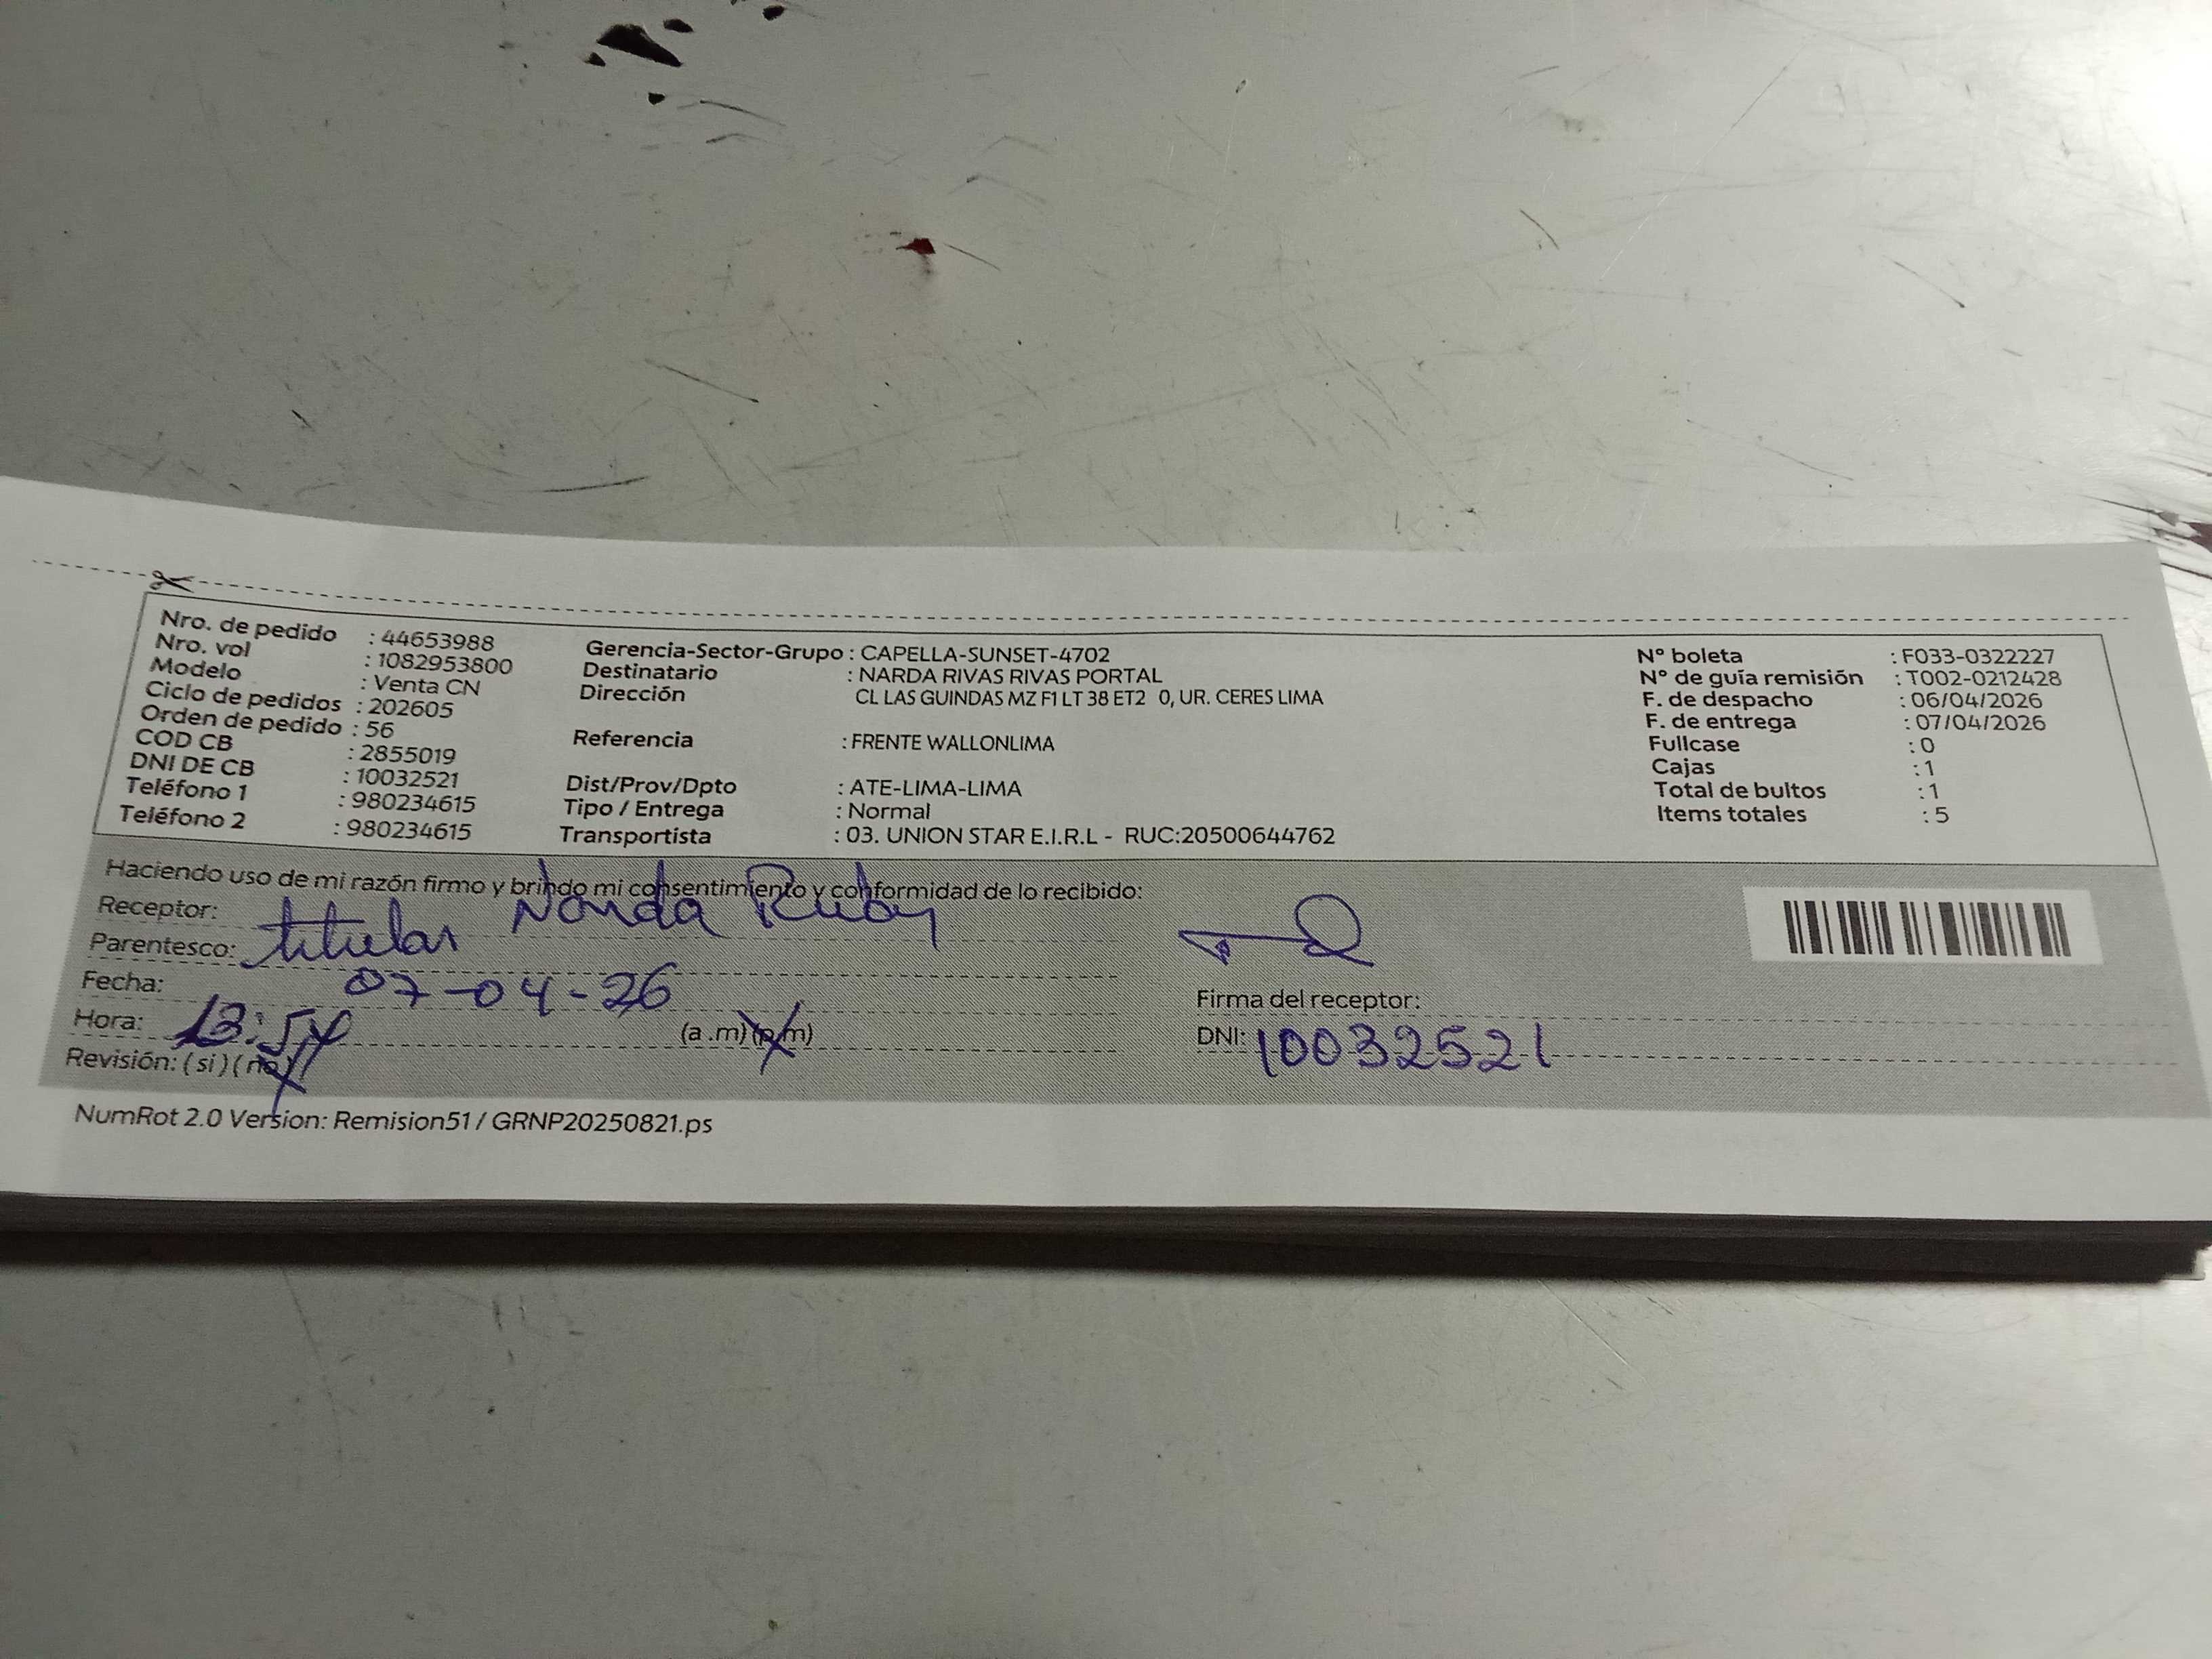 Nro. de pedido : 44653988
Nro. vol : 1082953800
Modelo : Venta CN
Ciclo de pedidos : 202605
Orden de pedido : 56
COD CB : 2855019
DNI DE CB : 10032521
Teléfono 1 : 980234615
Teléfono 2 : 980234615
Gerencia-Sector-Grupo : CAPELLA-SUNSET-4702
Destinatario : NARDA RIVAS RIVAS PORTAL
Dirección CL LAS GUINDAS MZ F1 LT 38 ET2 0, UR. CERES LIMA
Referencia : FRENTE WALLONLIMA
Dist/Prov/Dpto : ATE-LIMA-LIMA
Tipo / Entrega : Normal
Transportista : 03. UNION STAR E.I.R.L - RUC:20500644762
N° boleta : F033-0322227
N° de guía remisión : T002-0212428
F. de despacho : 06/04/2026
F. de entrega : 07/04/2026
Fullcase : 0
Cajas : 1
Total de bultos : 1
Items totales : 5
Haciendo uso de mi razón firmo y brindo mi consentimiento y conformidad de lo recibido:
Receptor: Narda
Parentesco: titular
Fecha: 07-04-26
Hora: 13:54 (a.m)(p.m)
Revisión: (si)(no)
Firma del receptor:
DNI: 10032521
NumRot 2.0 Version: Remision51 / GRNP20250821.ps